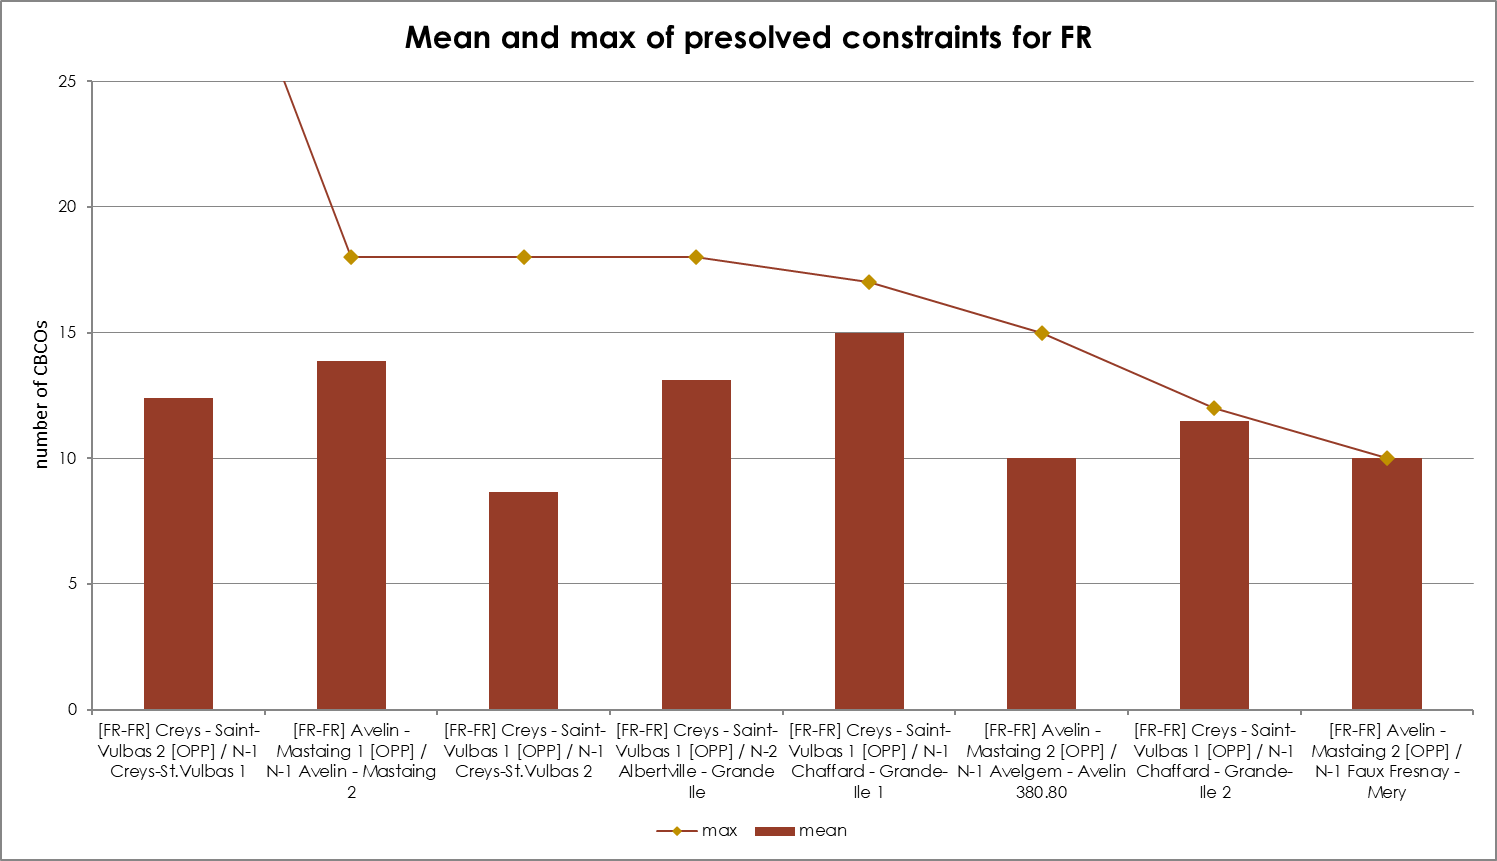 Mean and max of presolved constraints for FR
25
20
15
10
5
0
number of CBCOs
[FR-FR] Creys - Saint-
Vulbas 2 [OPP] / N-1
Creys-St.Vulbas 1
[FR-FR] Avelin -
Mastaing 1 [OPP] /
N-1 Avelin - Mastaing
2
[FR-FR] Creys - Saint-
Vulbas 1 [OPP] / N-1
Creys-St.Vulbas 2
[FR-FR] Creys - Saint-
Vulbas 1 [OPP] / N-2
Albertville - Grande
Ile
[FR-FR] Creys - Saint-
Vulbas 1 [OPP] / N-1
Chaffard - Grande-
Ile 1
[FR-FR] Avelin -
Mastaing 2 [OPP] /
N-1 Avelgem - Avelin
380.80
[FR-FR] Creys - Saint-
Vulbas 1 [OPP] / N-1
Chaffard - Grande-
Ile 2
[FR-FR] Avelin -
Mastaing 2 [OPP] /
N-1 Faux Fresnay -
Mery
max
mean